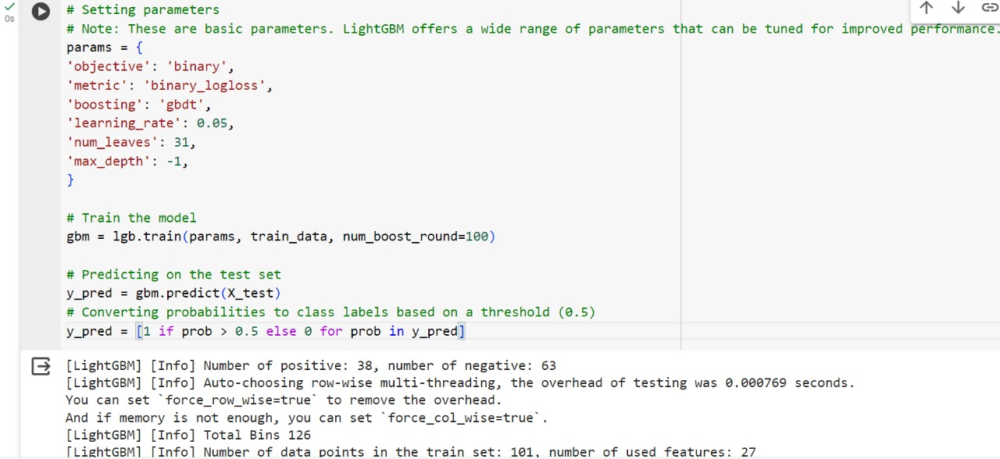 # Setting parameters
0s
# Note: These are basic parameters. LightGBM offers a wide range of parameters that can be tuned for improved performance.
params = {
'objective': 'binary',
'metric': 'binary_logloss',
'boosting': 'gbdt',
'learning_rate': 0.05,
'num_leaves': 31,
'max_depth': -1,
}
# Train the model
gbm = lgb.train(params, train_data, num_boost_round=100)
# Predicting on the test set
y_pred = gbm.predict(X_test)
# Converting probabilities to class labels based on a threshold (0.5)
y_pred = [1 if prob > 0.5 else 0 for prob in y_pred]
[LightGBM] [Info] Number of positive: 38, number of negative: 63
[LightGBM] [Info] Auto-choosing row-wise multi-threading, the overhead of testing was 0.000769 seconds.
You can set `force_row_wise=true` to remove the overhead.
And if memory is not enough, you can set `force_col_wise=true`.
[LightGBM] [Info] Total Bins 126
[LightGBM] [Info] Number of data points in the train set: 101, number of used features: 27